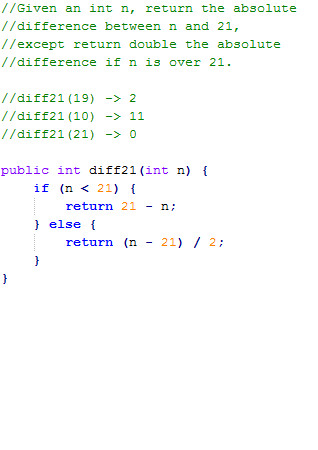 //Given an int n, return the absolute
//difference between n and 21,
//except return double the absolute
//difference if n is over 21.
//diff21(19) -> 2
//diff21(10) -> 11
//diff21(21) -> 0
public int diff21(int n) {
    if (n < 21) {
        return 21 - n;
    } else {
        return (n - 21) / 2;
    }
}